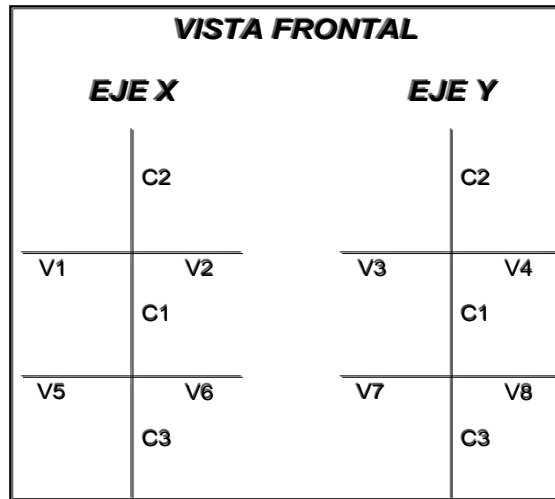 VISTA FRONTAL
EJE X EJE Y
C2 C2
V1 V2 V3 V4
C1 C1
V5 V6 V7 V8
C3 C3